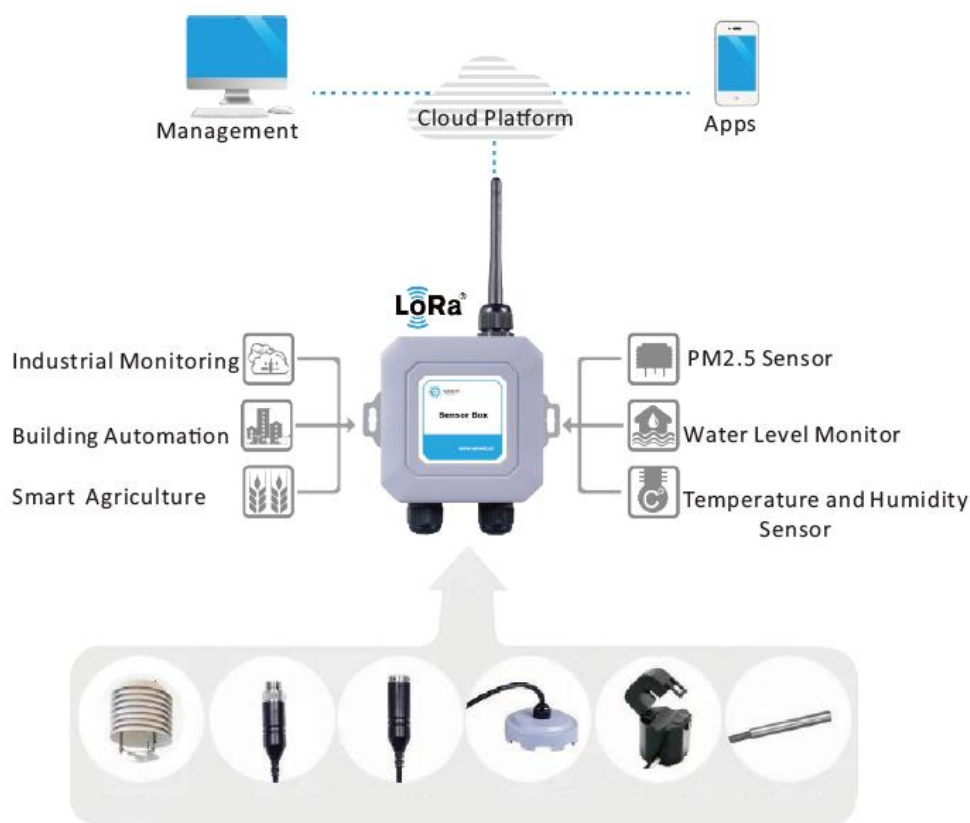 Management
Cloud Platform
Apps
LoRa®
Industrial Monitoring
PM2.5 Sensor
Sensor Box
Building Automation
Water Level Monitor
Smart Agriculture
Temperature and Humidity
Sensor
C°